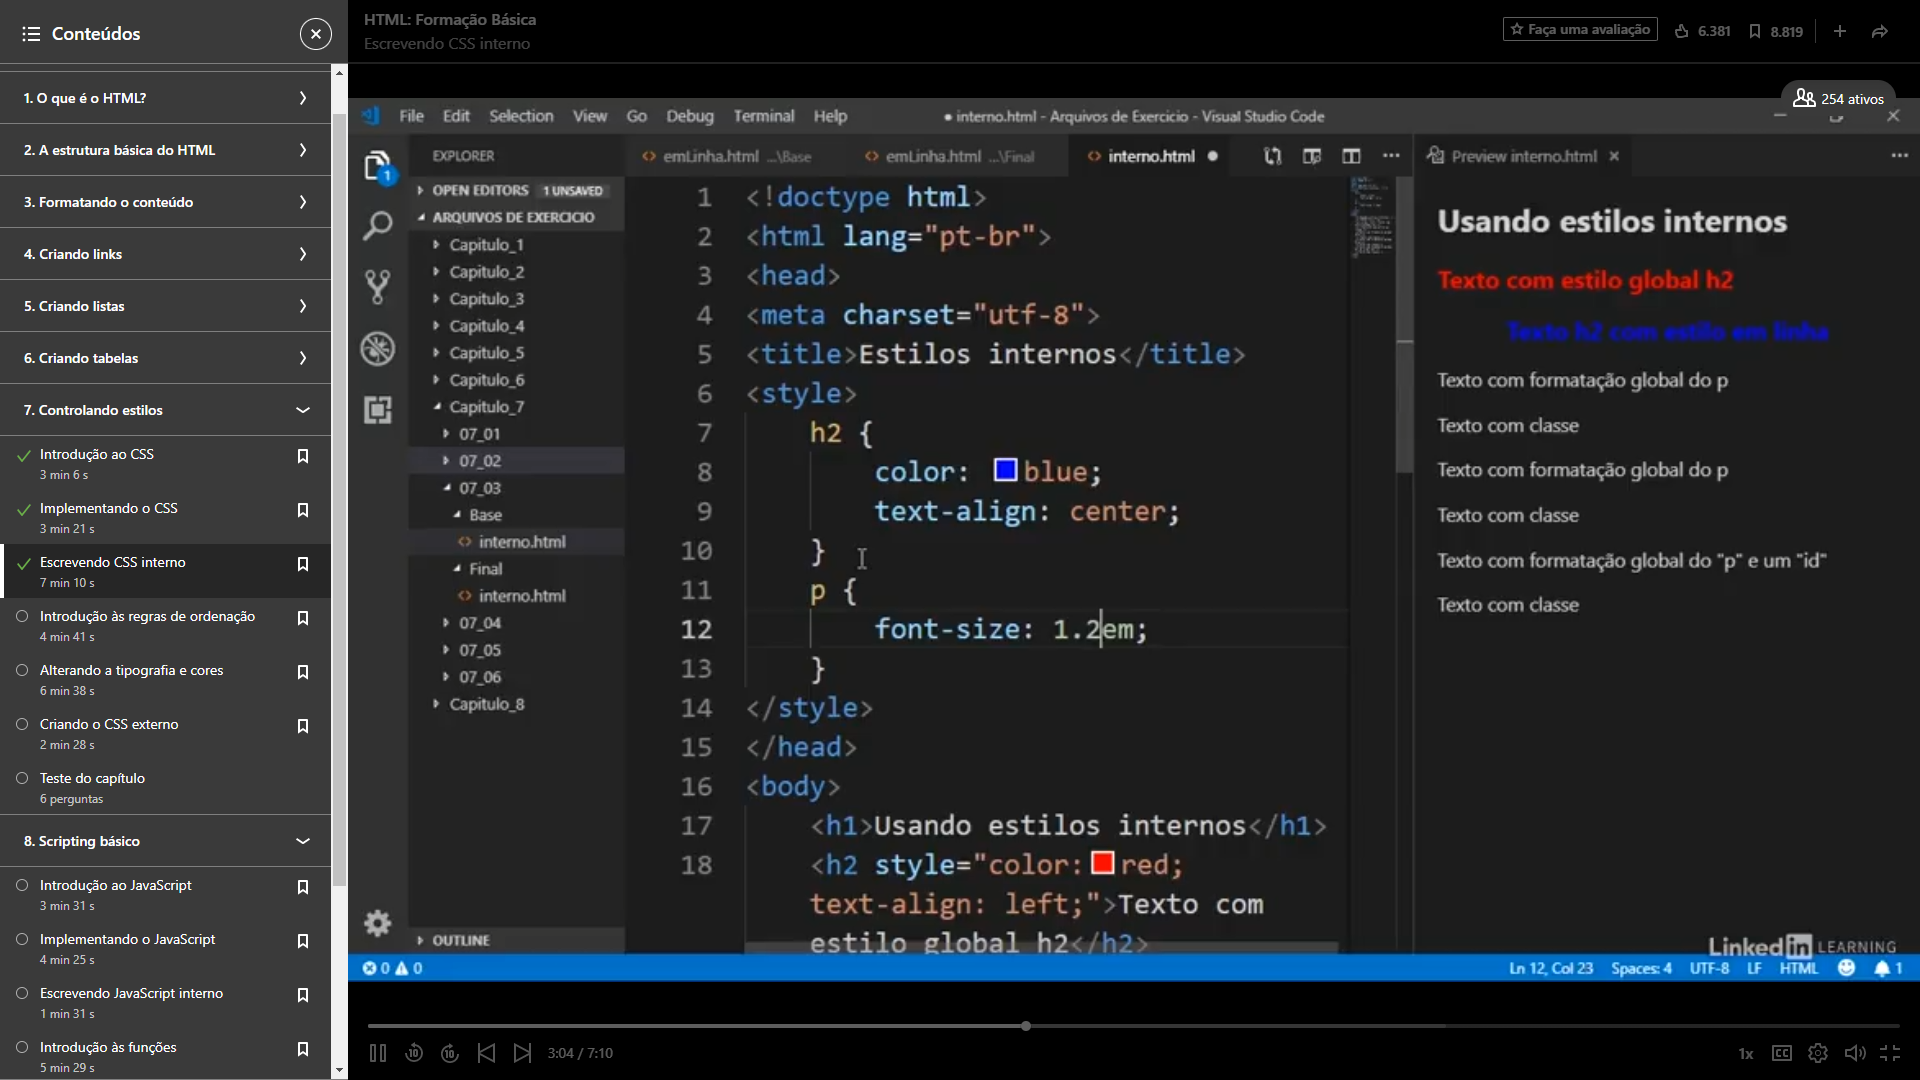 Conteúdos
1. O que é o HTML?
2. A estrutura básica do HTML
3. Formatando o conteúdo
4. Criando links
5. Criando listas
6. Criando tabelas
7. Controlando estilos
Introdução ao CSS
3 min 6 s
Implementando o CSS
3 min 21 s
Escrevendo CSS interno
7 min 10 s
Introdução às regras de ordenação
4 min 41 s
Alterando a tipografia e cores
6 min 38 s
Criando o CSS externo
2 min 28 s
Teste do capítulo
6 perguntas
8. Scripting básico
Introdução ao JavaScript
3 min 31 s
Implementando o JavaScript
4 min 25 s
Escrevendo JavaScript interno
1 min 31 s
Introdução às funções
5 min 29 s
HTML: Formação Básica
Escrevendo CSS interno
Faça uma avaliação
6.381
8.819
254 ativos
File Edit Selection View Go Debug Terminal Help
● interno.html - Arquivos de Exercicio - Visual Studio Code
1
EXPLORER
OPEN EDITORS 1 UNSAVED
ARQUIVOS DE EXERCICIO
Capitulo_1
Capitulo_2
Capitulo_3
Capitulo_4
Capitulo_5
Capitulo_6
Capitulo_7
07_01
07_02
07_03
Base
interno.html
Final
interno.html
07_04
07_05
07_06
Capitulo_8
OUTLINE
emLinha.html ...\Base
emLinha.html ...\Final
interno.html
1 <!doctype html>
2 <html lang="pt-br">
3 <head>
4 <meta charset="utf-8">
5 <title>Estilos internos</title>
6 <style>
7 h2 {
8 color: blue;
9 text-align: center;
10 }
11 p {
12 font-size: 1.2em;
13 }
14 </style>
15 </head>
16 <body>
17 <h1>Usando estilos internos</h1>
18 <h2 style="color: red;
text-align: left;">Texto com
estilo global h2</h2>
Preview interno.html
Usando estilos internos
Texto com estilo global h2
Texto h2 com estilo em linha
Texto com formatação global do p
Texto com classe
Texto com formatação global do p
Texto com classe
Texto com formatação global do "p" e um "id"
Texto com classe
Linked in LEARNING
0 0
Ln 12, Col 23 Spaces: 4 UTF-8 LF HTML 1
10 10 3:04 / 7:10
1x CC